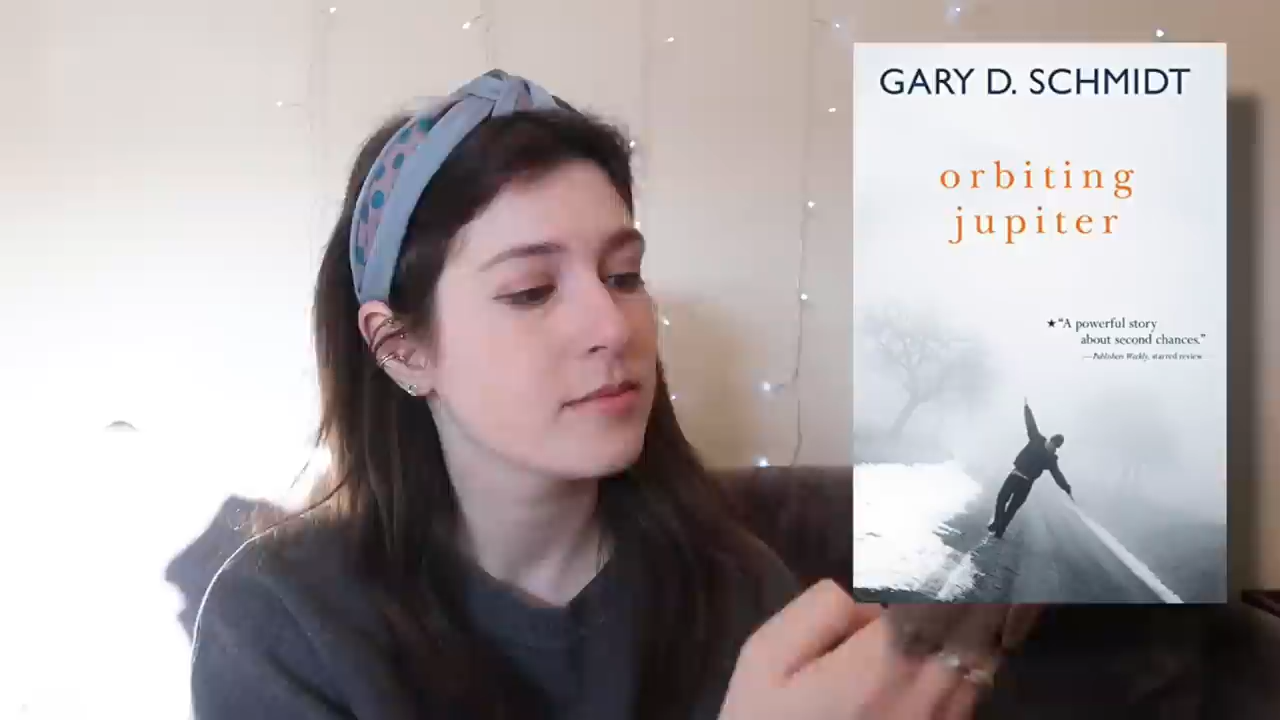 GARY D. SCHMIDT
orbiting
jupiter
★“A powerful story
about second chances.”
—Publishers Weekly, starred review